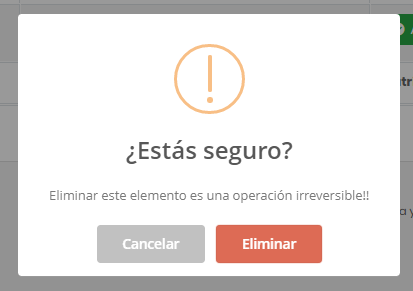 ¿Estás seguro?
Eliminar este elemento es una operación irreversible!!
Cancelar
Eliminar